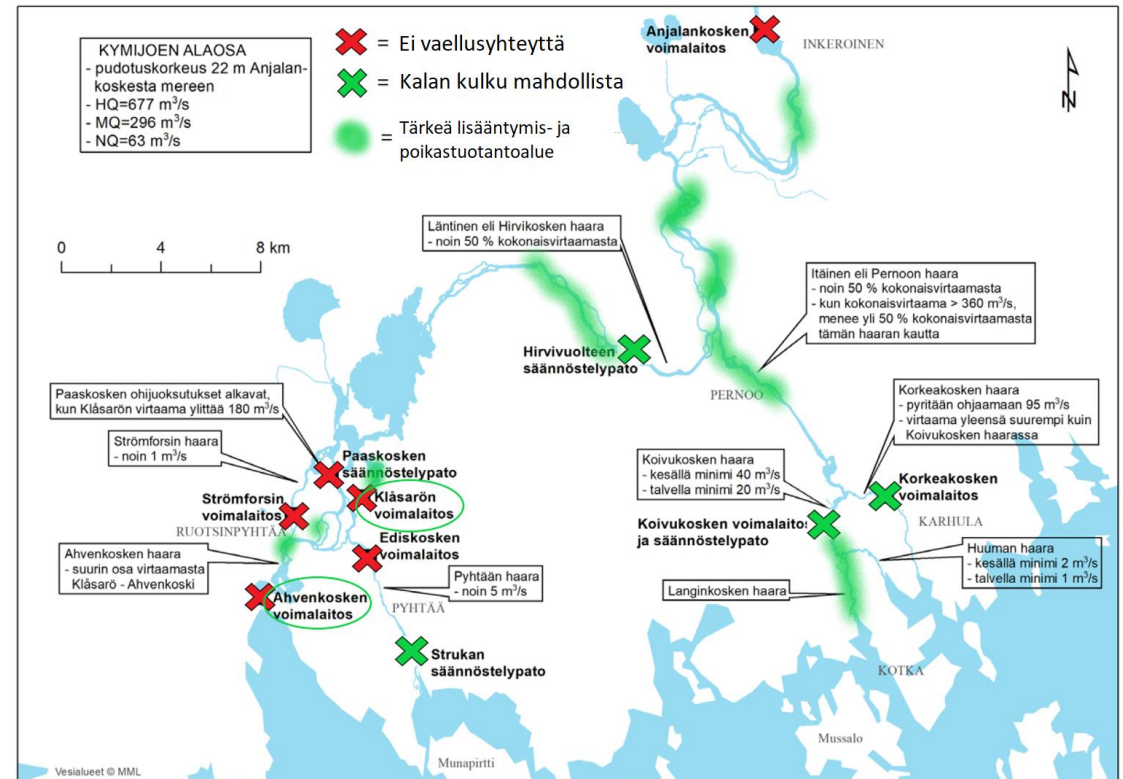 KYMIJOEN ALAOSA
- pudotuskorkeus 22 m Anjalan-
koskesta mereen
- HQ=677 m³/s
- MQ=296 m³/s
- NQ=63 m³/s
= Ei vaellusyhteyttä
= Kalan kulku mahdollista
= Tärkeä lisääntymis- ja
poikastuotantoalue
Anjalankosken
voimalaitos
INKEROINEN
N
0 4 8 km
Läntinen eli Hirvikosken haara
- noin 50 % kokonaisvirtaamasta
Itäinen eli Pernoon haara
- noin 50 % kokonaisvirtaamasta
- kun kokonaisvirtaama > 360 m³/s,
menee yli 50 % kokonaisvirtaamasta
tämän haaran kautta
Hirvivuolteen
säännöstelypato
PERNOO
Paaskosken ohijuoksutukset alkavat,
kun Klåsarön virtaama ylittää 180 m³/s
Korkeakosken haara
- pyritään ohjaamaan 95 m³/s
- virtaama yleensä suurempi kuin
Koivukosken haarassa
Strömforsin haara
- noin 1 m³/s
Paaskosken
säännöstelypato
Koivukosken haara
- kesällä minimi 40 m³/s
- talvella minimi 20 m³/s
Korkeakosken
voimalaitos
Strömforsin
voimalaitos
Klåsarön
voimalaitos
RUOTSINPYHTÄÄ
Koivukosken voimalaitos
ja säännöstelypato
KARHULA
Ediskosken
voimalaitos
Ahvenkosken haara
- suurin osa virtaamasta
Klåsarö - Ahvenkoski
Huuman haara
- kesällä minimi 2 m³/s
- talvella minimi 1 m³/s
Pyhtään haara
- noin 5 m³/s
Langinkosken haara
Ahvenkosken
voimalaitos
PYHTÄÄ
Strukan
säännöstelypato
KOTKA
Mussalo
Munapirtti
Vesialueet © MML